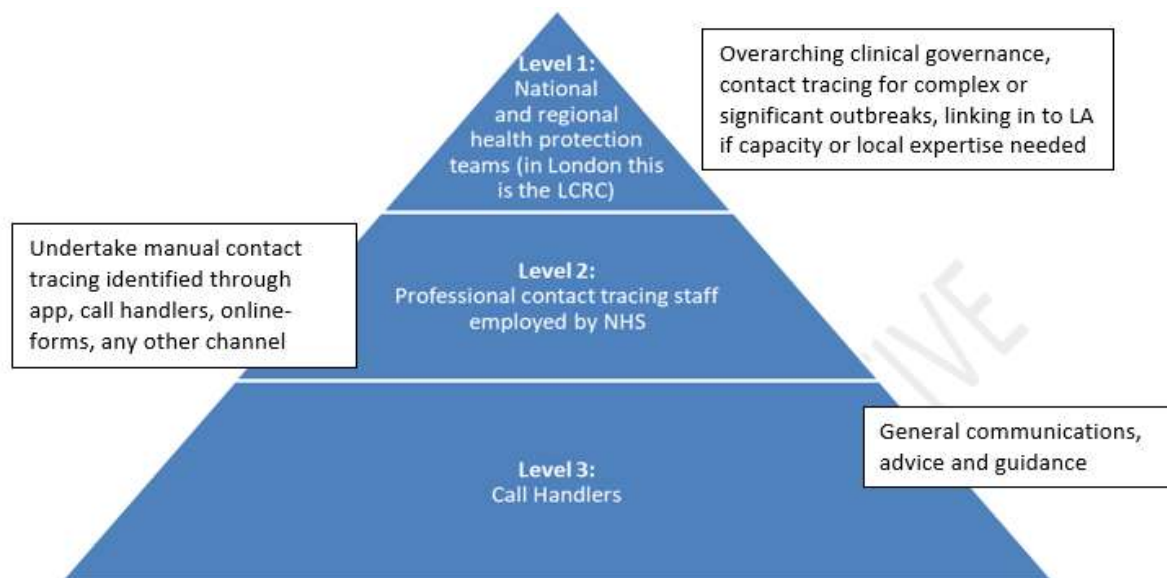 Level 1:
National
and regional
health protection
teams (in London this
is the LCRC)
Overarching clinical governance,
contact tracing for complex or
significant outbreaks, linking in to LA
if capacity or local expertise needed
Undertake manual contact
tracing identified through
app, call handlers, online-
forms, any other channel
Level 2:
Professional contact tracing staff
employed by NHS
Level 3:
Call Handlers
General communications,
advice and guidance